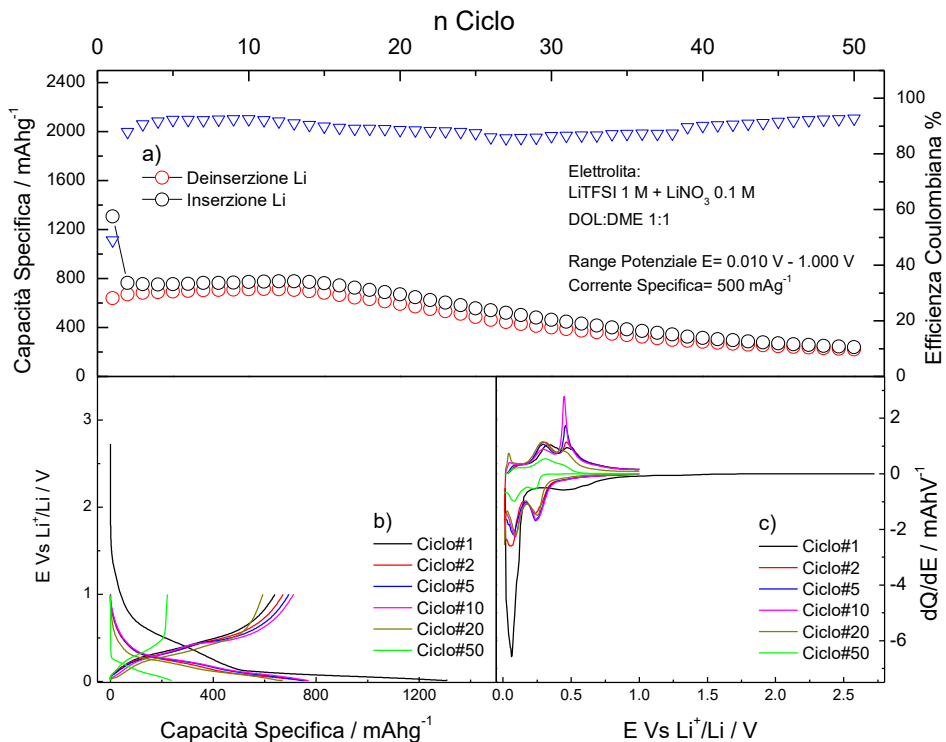 n Ciclo
0 10 20 30 40 50
Capacità Specifica / mAhg⁻¹
2400
2000
1600
1200
800
400
0
Efficienza Coulombiana %
100
80
60
40
20
0
a)
Deinserzione Li
Inserzione Li
Elettrolita:
LiTFSI 1 M + LiNO₃ 0.1 M
DOL:DME 1:1
Range Potenziale E= 0.010 V - 1.000 V
Corrente Specifica= 500 mAg⁻¹
E Vs Li⁺/Li / V
3
2
1
0
b)
Ciclo#1
Ciclo#2
Ciclo#5
Ciclo#10
Ciclo#20
Ciclo#50
0 400 800 1200
Capacità Specifica / mAhg⁻¹
c)
Ciclo#1
Ciclo#2
Ciclo#5
Ciclo#10
Ciclo#20
Ciclo#50
2
0
-2
-4
-6
dQ/dE / mAhV⁻¹
0.0 0.5 1.0 1.5 2.0 2.5
E Vs Li⁺/Li / V